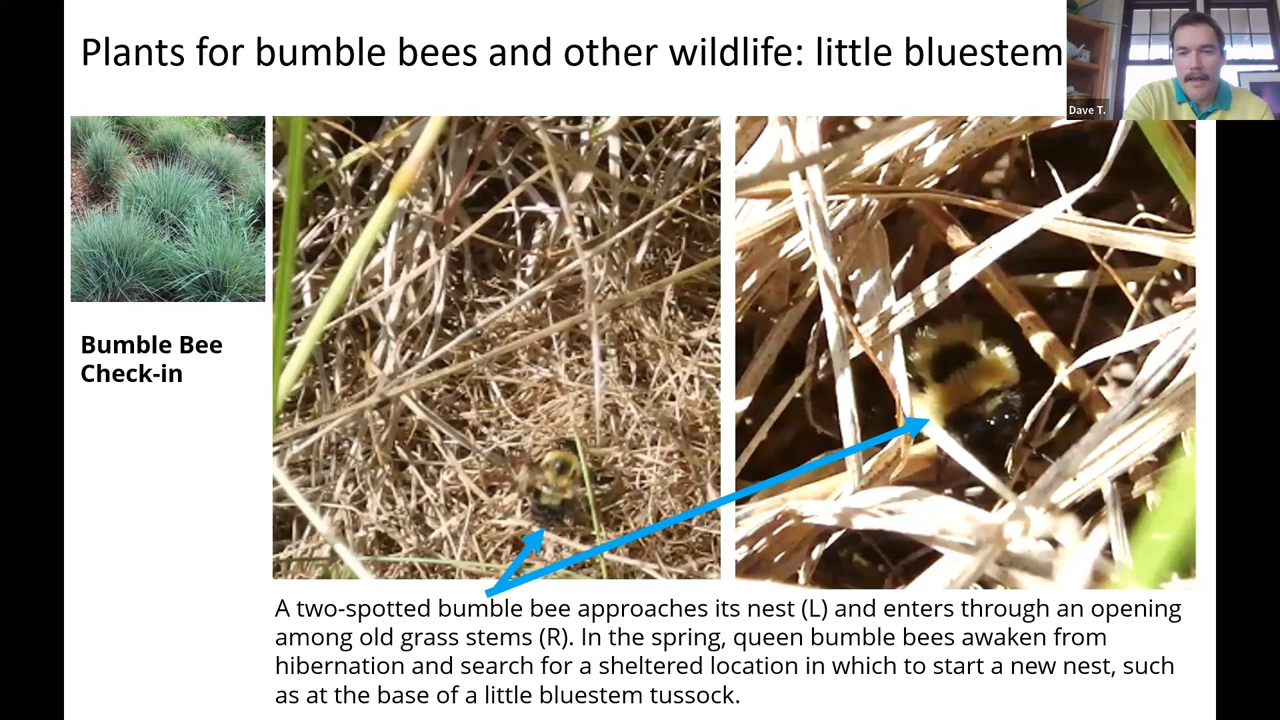 Plants for bumble bees and other wildlife: little bluestem
Dave T.
Bumble Bee
Check-in
A two-spotted bumble bee approaches its nest (L) and enters through an opening
among old grass stems (R). In the spring, queen bumble bees awaken from
hibernation and search for a sheltered location in which to start a new nest, such
as at the base of a little bluestem tussock.